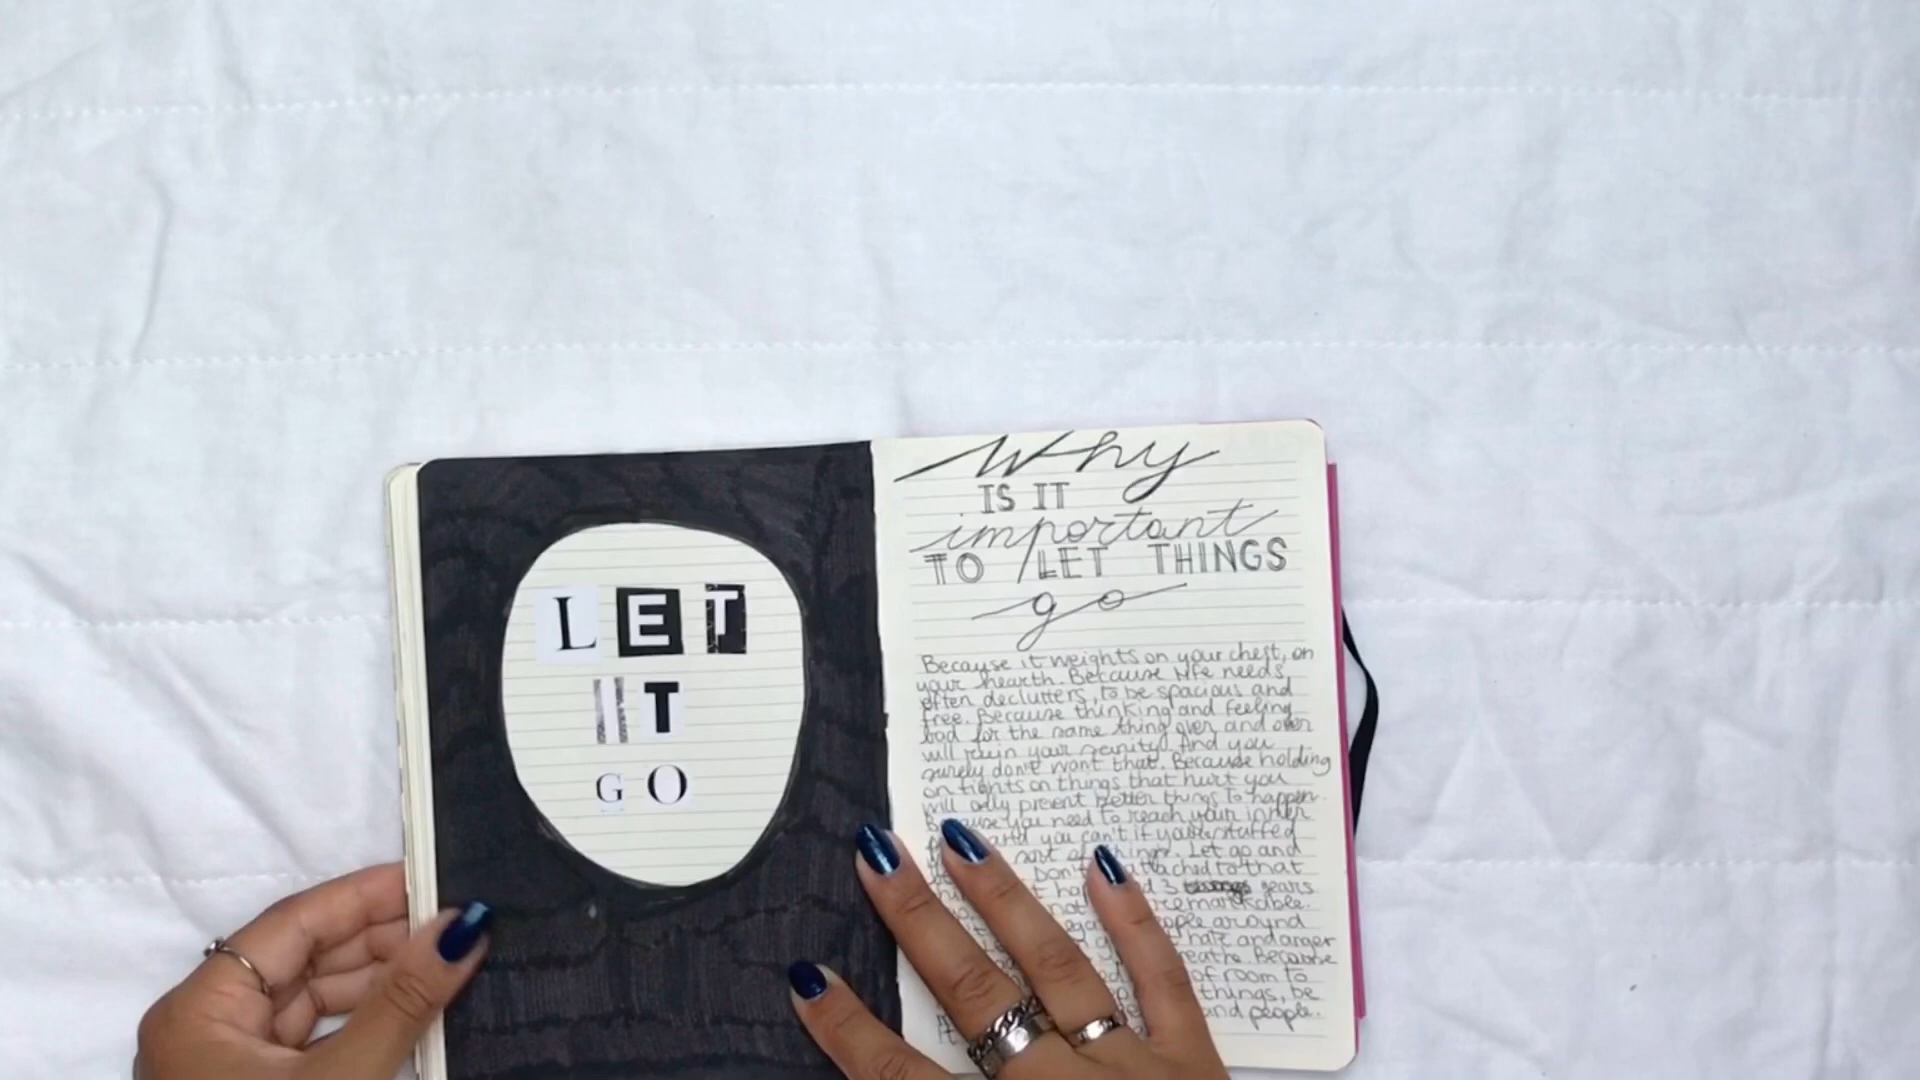 LET
IT
GO
Why
IS IT
important
TO LET THINGS
go
Because it weights on your chest, on
your hearth. Because life needs
often declutters, to be spacious and
free. Because thinking and feeling
bad for the same thing over and over
will ruin your sanity. And you
surely don't want that. Because holding
on tights on things that hurt you
will only prevent better things to happen.
Because you need to reach your inner
and you can't if you're stuffed
sort of things. Let go and
Don't attached to that
3 years
not remarkable.
people around
hate and anger
breathe. Because
of room to
things, be
and people.